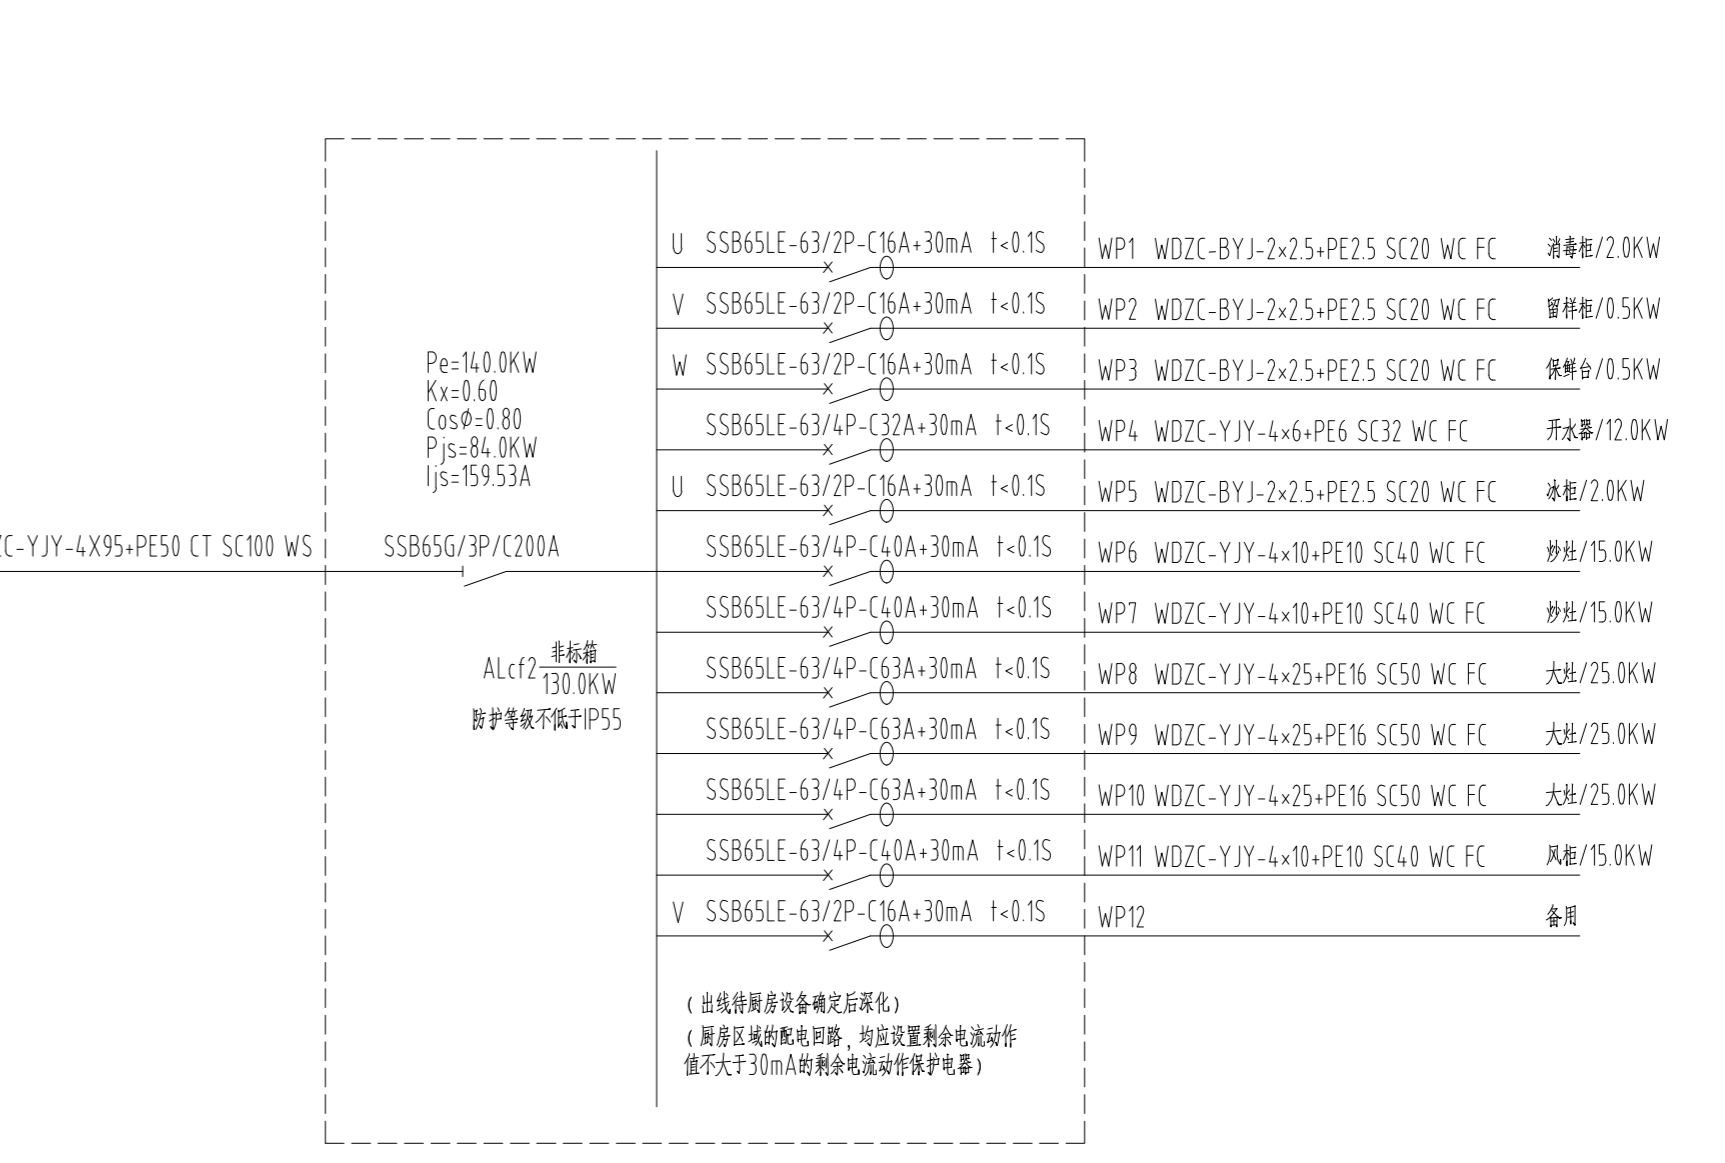 U SSB65LE-63/2P-C16A+30mA t<0.1S WP1 WDZC-BYJ-2×2.5+PE2.5 SC20 WC FC 消毒柜/2.0KW
V SSB65LE-63/2P-C16A+30mA t<0.1S WP2 WDZC-BYJ-2×2.5+PE2.5 SC20 WC FC 留样柜/0.5KW
W SSB65LE-63/2P-C16A+30mA t<0.1S WP3 WDZC-BYJ-2×2.5+PE2.5 SC20 WC FC 保鲜台/0.5KW
SSB65LE-63/4P-C32A+30mA t<0.1S WP4 WDZC-YJY-4×6+PE6 SC32 WC FC 开水器/12.0KW
U SSB65LE-63/2P-C16A+30mA t<0.1S WP5 WDZC-BYJ-2×2.5+PE2.5 SC20 WC FC 冰柜/2.0KW
SSB65LE-63/4P-C40A+30mA t<0.1S WP6 WDZC-YJY-4×10+PE10 SC40 WC FC 炒灶/15.0KW
SSB65LE-63/4P-C40A+30mA t<0.1S WP7 WDZC-YJY-4×10+PE10 SC40 WC FC 炒灶/15.0KW
SSB65LE-63/4P-C63A+30mA t<0.1S WP8 WDZC-YJY-4×25+PE16 SC50 WC FC 大灶/25.0KW
SSB65LE-63/4P-C63A+30mA t<0.1S WP9 WDZC-YJY-4×25+PE16 SC50 WC FC 大灶/25.0KW
SSB65LE-63/4P-C63A+30mA t<0.1S WP10 WDZC-YJY-4×25+PE16 SC50 WC FC 大灶/25.0KW
SSB65LE-63/4P-C40A+30mA t<0.1S WP11 WDZC-YJY-4×10+PE10 SC40 WC FC 风柜/15.0KW
V SSB65LE-63/2P-C16A+30mA t<0.1S WP12 备用
Pe=140.0KW
Kx=0.60
Cosφ=0.80
Pjs=84.0KW
Ijs=159.53A
ZC-YJY-4X95+PE50 CT SC100 WS
SSB65G/3P/C200A
非标箱
ALcf2
130.0KW
防护等级不低于IP55
(出线待厨房设备确定后深化)
(厨房区域的配电回路,均应设置剩余电流动作
值不大于30mA的剩余电流动作保护电器)